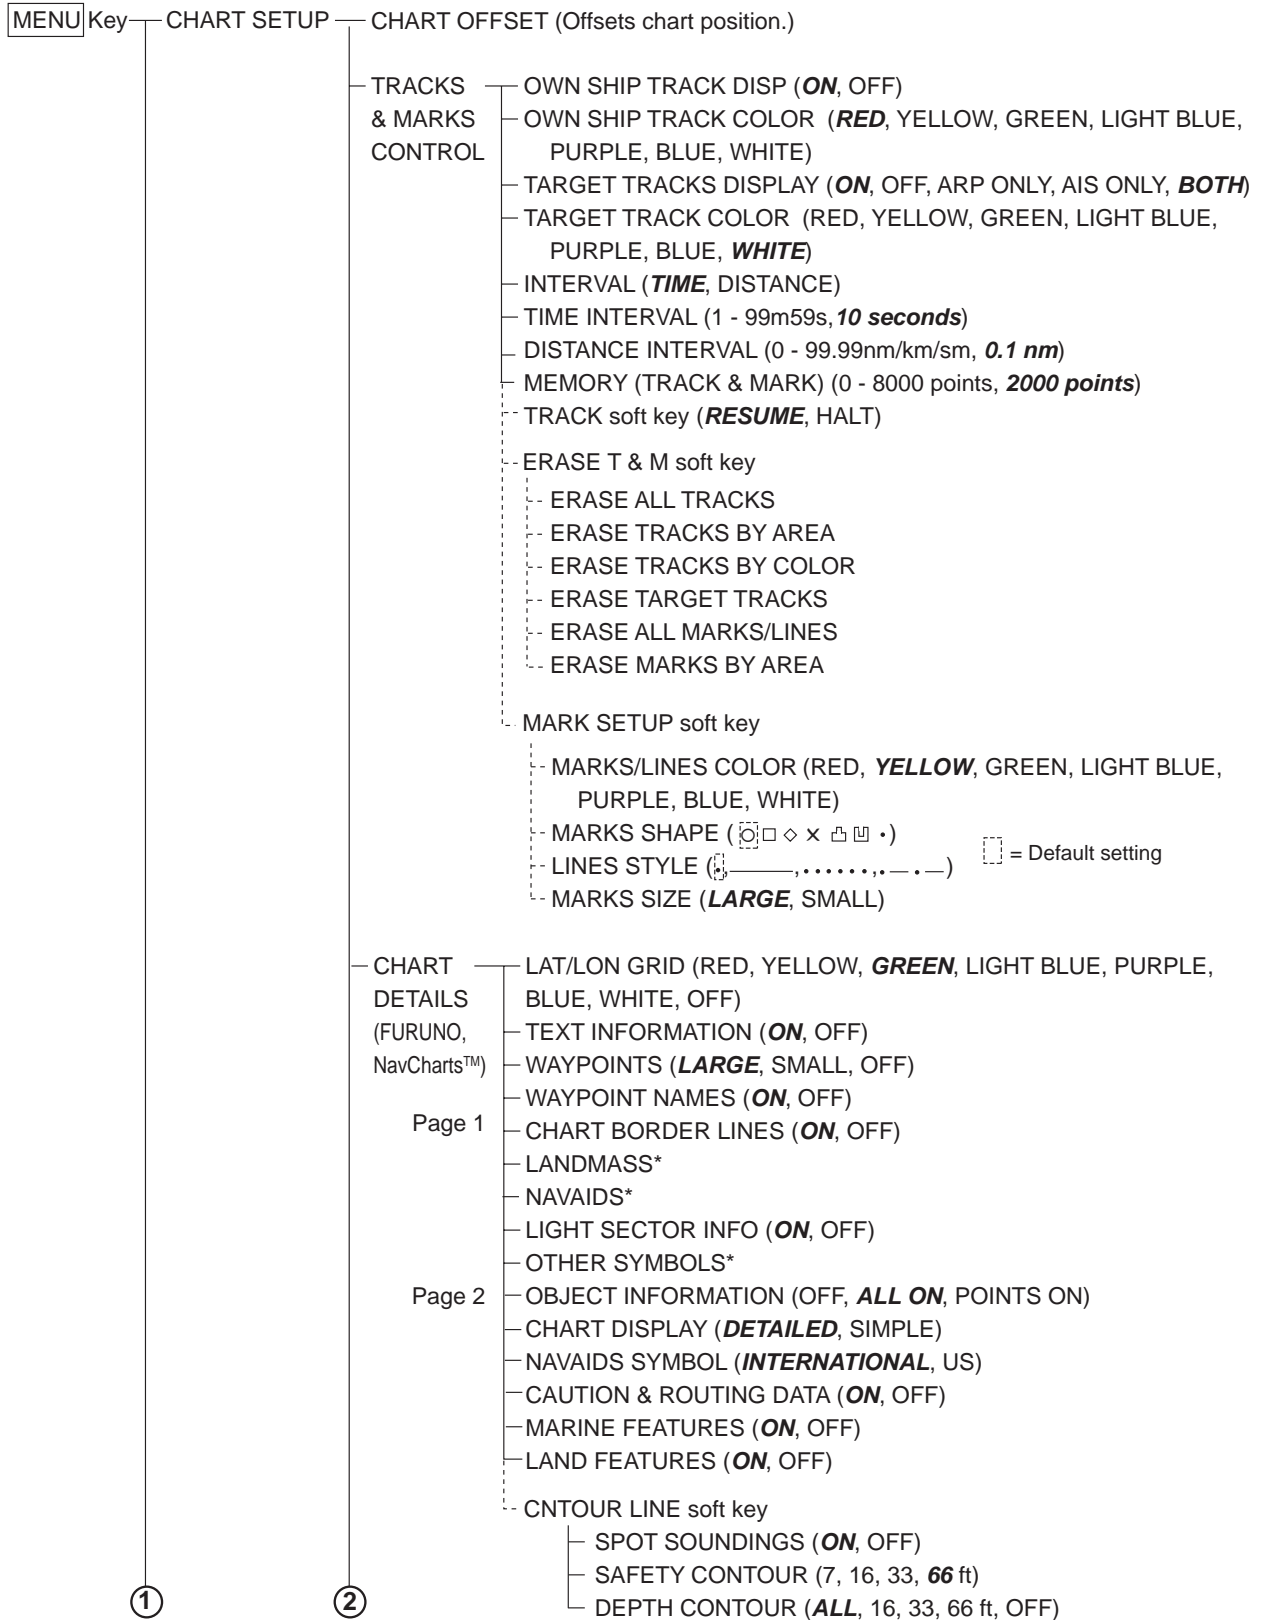 MENU Key CHART SETUP CHART OFFSET (Offsets chart position.)
TRACKS & MARKS CONTROL
OWN SHIP TRACK DISP (ON, OFF)
OWN SHIP TRACK COLOR (RED, YELLOW, GREEN, LIGHT BLUE,
PURPLE, BLUE, WHITE)
TARGET TRACKS DISPLAY (ON, OFF, ARP ONLY, AIS ONLY, BOTH)
TARGET TRACK COLOR (RED, YELLOW, GREEN, LIGHT BLUE,
PURPLE, BLUE, WHITE)
INTERVAL (TIME, DISTANCE)
TIME INTERVAL (1 - 99m59s, 10 seconds)
DISTANCE INTERVAL (0 - 99.99nm/km/sm, 0.1 nm)
MEMORY (TRACK & MARK) (0 - 8000 points, 2000 points)
TRACK soft key (RESUME, HALT)
ERASE T & M soft key
ERASE ALL TRACKS
ERASE TRACKS BY AREA
ERASE TRACKS BY COLOR
ERASE TARGET TRACKS
ERASE ALL MARKS/LINES
ERASE MARKS BY AREA
MARK SETUP soft key
MARKS/LINES COLOR (RED, YELLOW, GREEN, LIGHT BLUE,
PURPLE, BLUE, WHITE)
MARKS SHAPE ( )
= Default setting
LINES STYLE ( , , , )
MARKS SIZE (LARGE, SMALL)
CHART DETAILS (FURUNO, NavCharts™)
LAT/LON GRID (RED, YELLOW, GREEN, LIGHT BLUE, PURPLE,
BLUE, WHITE, OFF)
TEXT INFORMATION (ON, OFF)
WAYPOINTS (LARGE, SMALL, OFF)
WAYPOINT NAMES (ON, OFF)
Page 1
CHART BORDER LINES (ON, OFF)
LANDMASS*
NAVAIDS*
LIGHT SECTOR INFO (ON, OFF)
OTHER SYMBOLS*
Page 2 OBJECT INFORMATION (OFF, ALL ON, POINTS ON)
CHART DISPLAY (DETAILED, SIMPLE)
NAVAIDS SYMBOL (INTERNATIONAL, US)
CAUTION & ROUTING DATA (ON, OFF)
MARINE FEATURES (ON, OFF)
LAND FEATURES (ON, OFF)
CNTOUR LINE soft key
SPOT SOUNDINGS (ON, OFF)
SAFETY CONTOUR (7, 16, 33, 66 ft)
DEPTH CONTOUR (ALL, 16, 33, 66 ft, OFF)
1 2